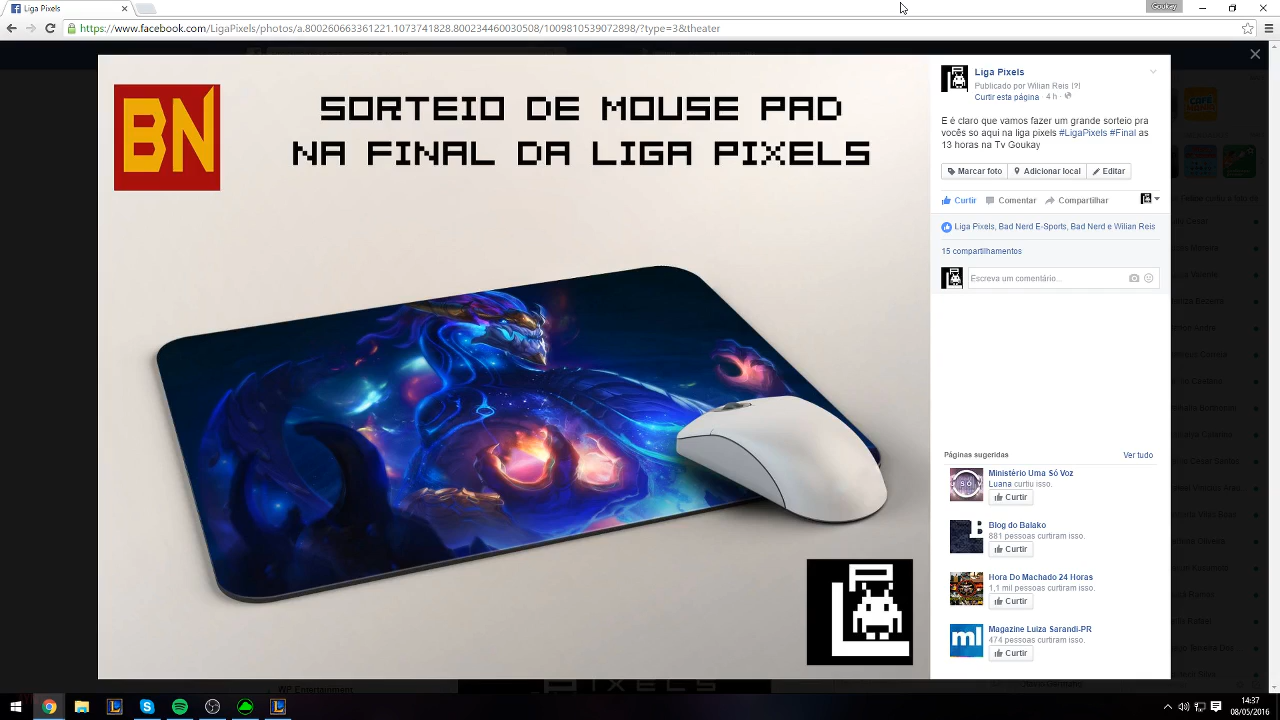 Liga Pixels
Goukey
https://www.facebook.com/LigaPixels/photos/a.800260663361221.1073741828.800234460030508/1009810539072898/?type=3&theater
BN
SORTEIO DE MOUSE PAD
NA FINAL DA LIGA PIXELS
Liga Pixels
Publicado por Wilian Reis [?]
Curtir esta página · 4 h ·
E é claro que vamos fazer um grande sorteio pra
vocês so aqui na liga pixels #LigaPixels #Final as
13 horas na Tv Goukay
Marcar foto
Adicionar local
Editar
Curtir
Comentar
Compartilhar
Liga Pixels, Bad Nerd E-Sports, Bad Nerd e Wilian Reis
15 compartilhamentos
Escreva um comentário...
Páginas sugeridas
Ver tudo
Ministério Uma Só Voz
Luana curtiu isso.
Curtir
Blog do Balako
881 pessoas curtiram isso.
Curtir
Hora Do Machado 24 Horas
1,1 mil pessoas curtiram isso.
Curtir
ml
Magazine Luiza Sarandi-PR
474 pessoas curtiram isso.
Curtir
14:37
08/05/2016